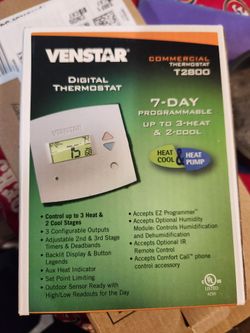 VENSTAR
COMMERCIAL
THERMOSTAT
T2800
DIGITAL
THERMOSTAT
7-DAY
PROGRAMMABLE
UP TO 3-HEAT
& 2-COOL
HEAT
COOL
&
HEAT
PUMP
• Control up to 3 Heat &
2 Cool Stages
• 3 Configurable Outputs
• Adjustable 2nd & 3rd Stage
Timers & Deadbands
• Backlit Display & Button
Legends
• Aux Heat Indicator
• Set Point Limiting
• Outdoor Sensor Ready with
High/Low Readouts for the Day
• Accepts EZ Programmer™
• Accepts Optional Humidity
Module: Controls Humidification
and Dehumidification
• Accepts Optional IR
Remote Control
• Accepts Comfort Call™ phone
control accessory
UL
LISTED